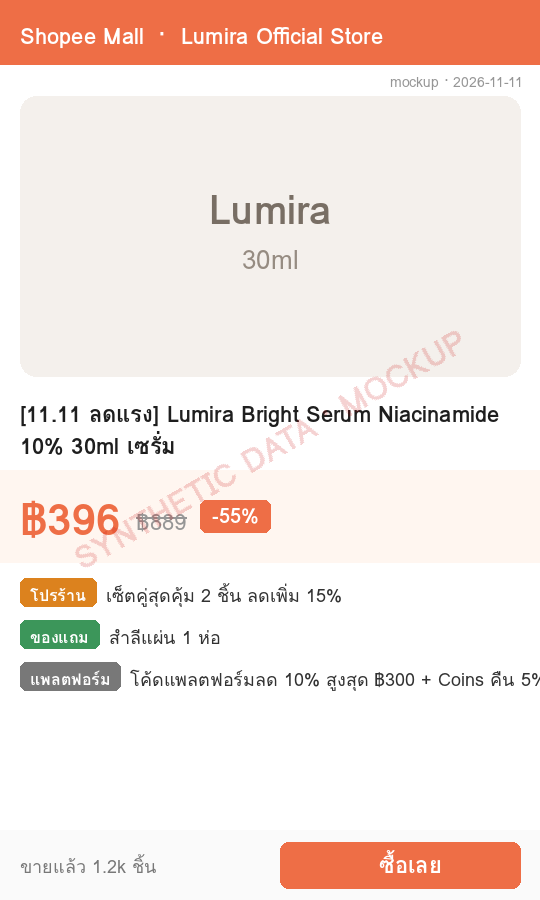 Shopee Mall · Lumira Official Store
mockup · 2026-11-11
Lumira
30ml
[11.11 ลดแรง] Lumira Bright Serum Niacinamide
10% 30ml เซรั่ม
฿396 ฿889 -55%
SYNTHETIC DATA · MOCKUP
โปรร้าน เซ็ตคู่สุดคุ้ม 2 ชิ้น ลดเพิ่ม 15%
ของแถม สำลีแผ่น 1 ห่อ
แพลตฟอร์ม โค้ดแพลตฟอร์มลด 10% สูงสุด ฿300 + Coins คืน 5%
ขายแล้ว 1.2k ชิ้น ซื้อเลย